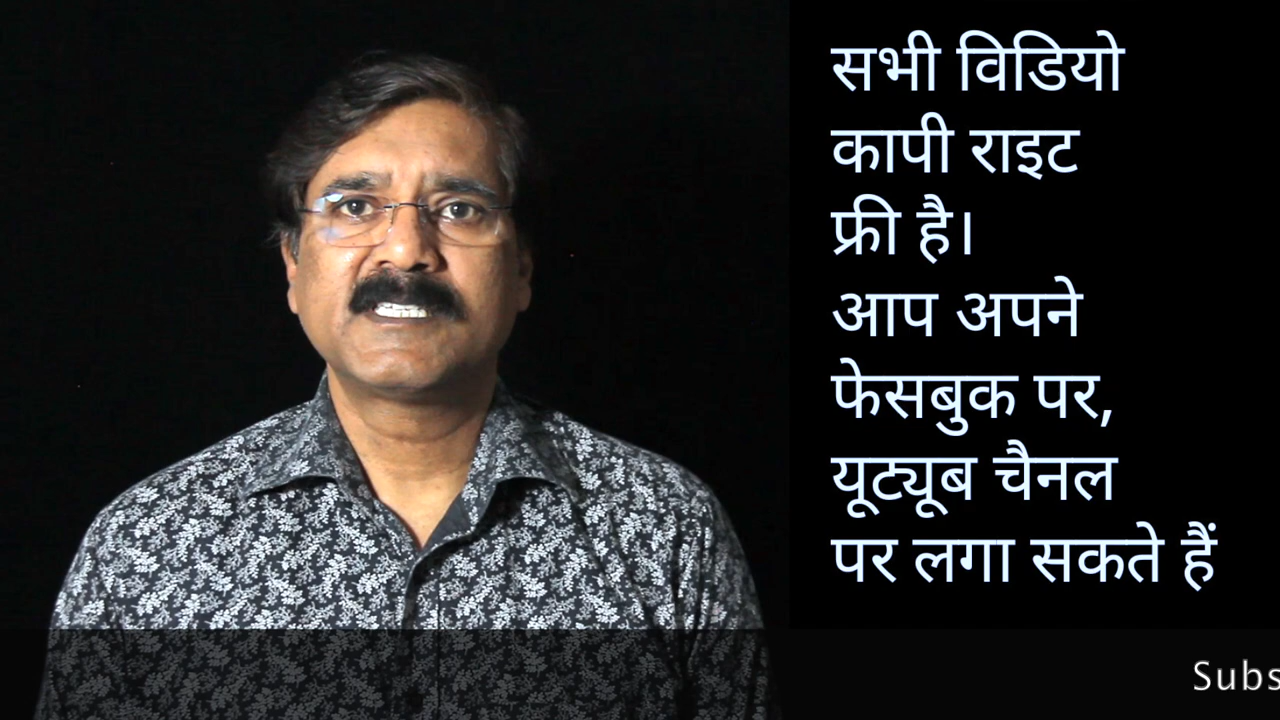 सभी विडियो
कापी राइट
फ्री है।
आप अपने
फेसबुक पर,
यूट्यूब चैनल
पर लगा सकते हैं
Subs